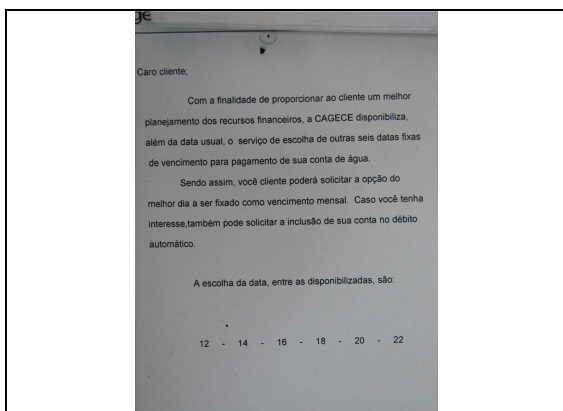 ge
Caro cliente;
Com a finalidade de proporcionar ao cliente um melhor
planejamento dos recursos financeiros, a CAGECE disponibiliza,
além da data usual, o serviço de escolha de outras seis datas fixas
de vencimento para pagamento de sua conta de água.
Sendo assim, você cliente poderá solicitar a opção do
melhor dia a ser fixado como vencimento mensal. Caso você tenha
interesse,também pode solicitar a inclusão de sua conta no débito
automático.
A escolha da data, entre as disponibilizadas, são:
12 - 14 - 16 - 18 - 20 - 22